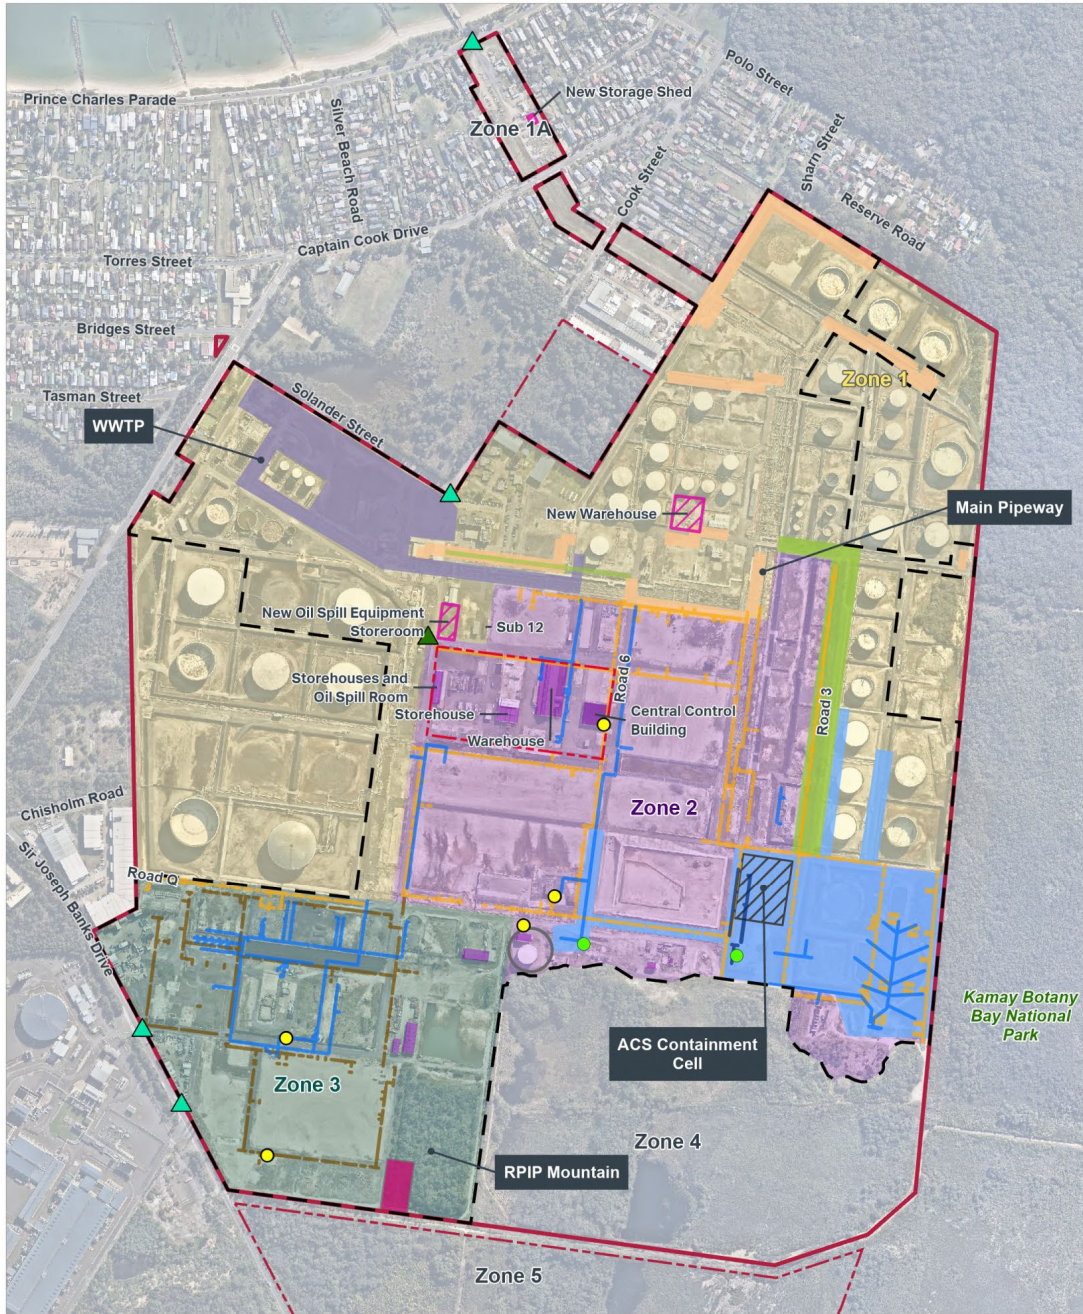 Polo Street
New Storage Shed
Prince Charles Parade
Silver Beach Road
Zone 1A
Sharn Street
Cook Street
Reserve Road
Captain Cook Drive
Torres Street
Bridges Street
Zone 1
Tasman Street
Solander Street
WWTP
Main Pipeway
New Warehouse
New Oil Spill Equipment
Storeroom
Sub 12
Storehouses and
Oil Spill Room
Road 6
Road 3
Storehouse
Central Control
Building
Warehouse
Chisholm Road
Zone 2
Sir Joseph Banks Drive
Road Q
Kamay Botany
Bay National
Park
ACS Containment
Cell
Zone 3
Zone 4
RPIP Mountain
Zone 5